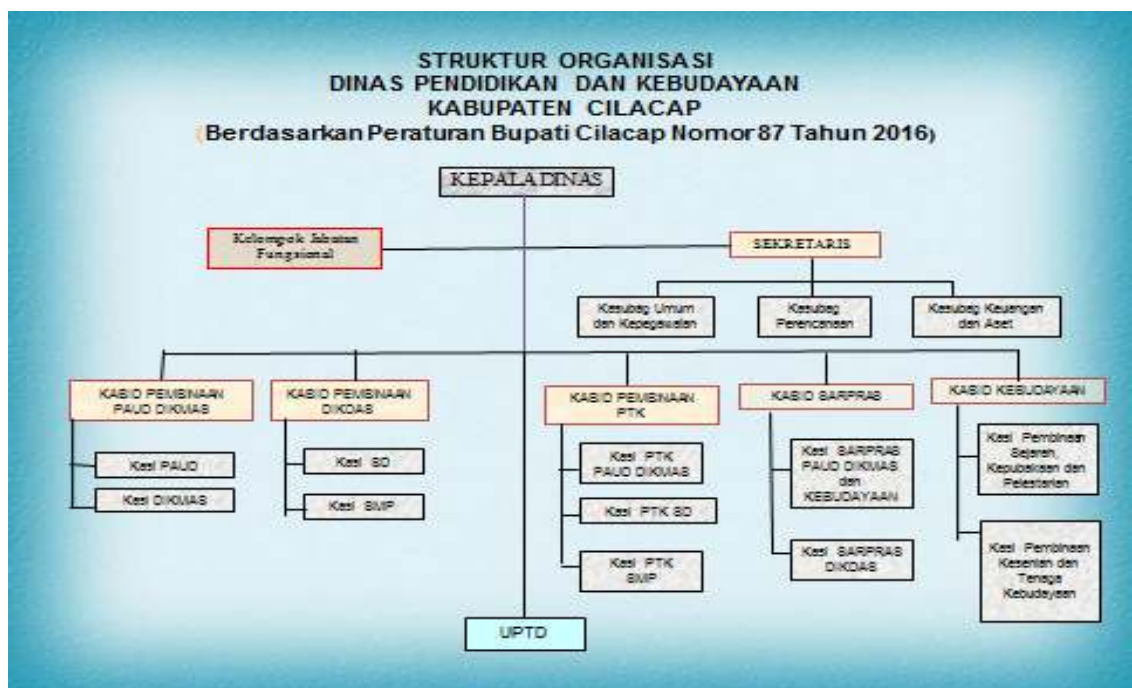 STRUKTUR ORGANISASI
DINAS PENDIDIKAN DAN KEBUDAYAAN
KABUPATEN CILACAP
(Berdasarkan Peraturan Bupati Cilacap Nomor 87 Tahun 2016)
KEPALA DINAS
Kelompok Jabatan
Fungsional
SEKRETARIS
Kasubag Umum
dan Kepegawaian
Kasubag
Perencanaan
Kasubag Keuangan
dan Aset
KABID PEMBINAAN
PAUD DIKMAS
KABID PEMBINAAN
DIKDAS
KABID PEMBINAAN
PTK
KABID SARPRAS
KABID KEBUDAYAAN
Kasi PAUD
Kasi DIKMAS
Kasi SD
Kasi SMP
Kasi PTK
PAUD DIKMAS
Kasi PTK SD
Kasi PTK
SMP
Kasi SARPRAS
PAUD DIKMAS
dan
KEBUDAYAAN
Kasi SARPRAS
DIKDAS
Kasi Pembinaan
Sejarah,
Kepubakaan dan
Pelestarian
Kasi Pembinaan
Kesenian dan
Tenaga
Kebudayaan
UPTD